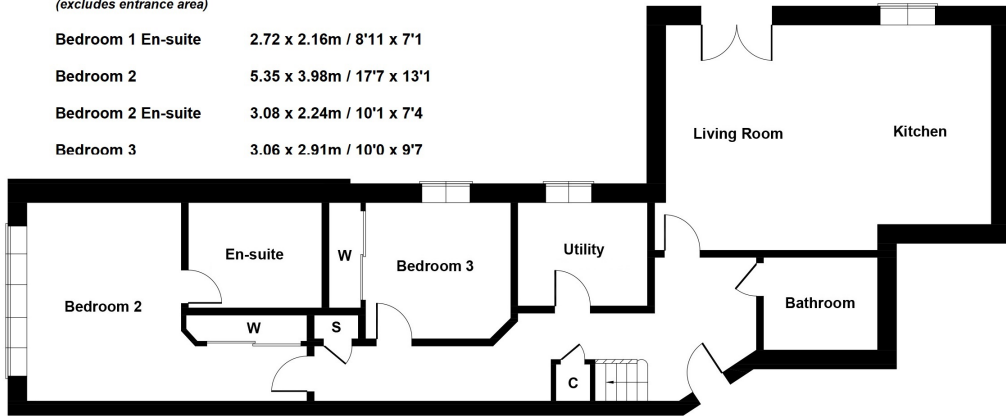 (excludes entrance area)
Bedroom 1 En-suite 2.72 x 2.16m / 8'11 x 7'1
Bedroom 2 5.35 x 3.98m / 17'7 x 13'1
Bedroom 2 En-suite 3.08 x 2.24m / 10'1 x 7'4
Bedroom 3 3.06 x 2.91m / 10'0 x 9'7
Living Room
Kitchen
En-suite
W
Bedroom 3
Utility
Bedroom 2
Bathroom
W
S
C